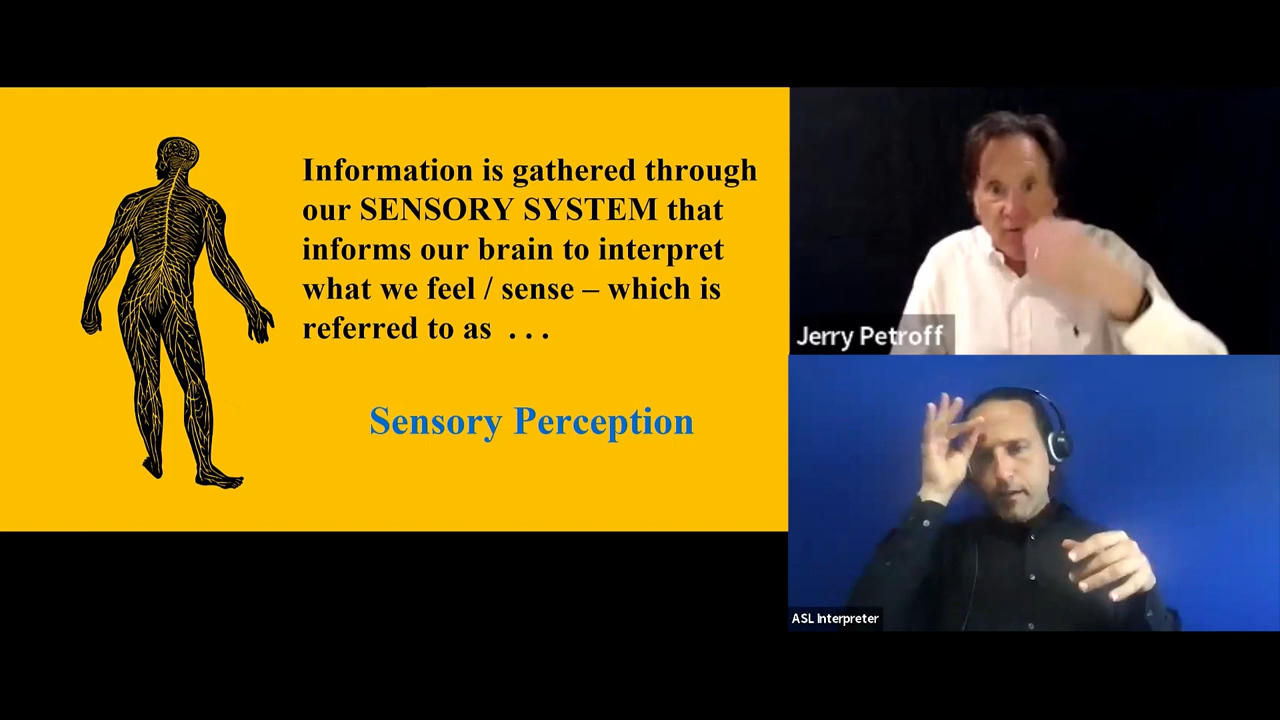 Information is gathered through
our SENSORY SYSTEM that
informs our brain to interpret
what we feel / sense – which is
referred to as . . .
Sensory Perception
Jerry Petroff
ASL Interpreter